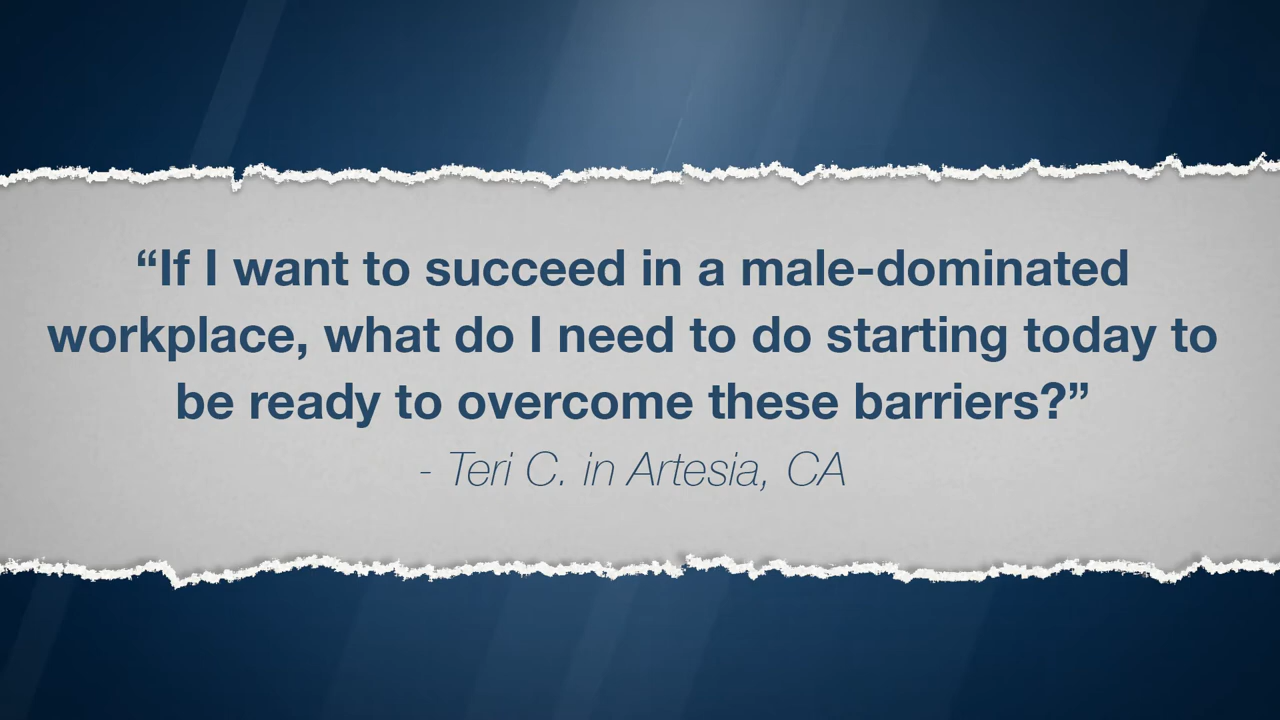 “If I want to succeed in a male-dominated
workplace, what do I need to do starting today to
be ready to overcome these barriers?”
- Teri C. in Artesia, CA